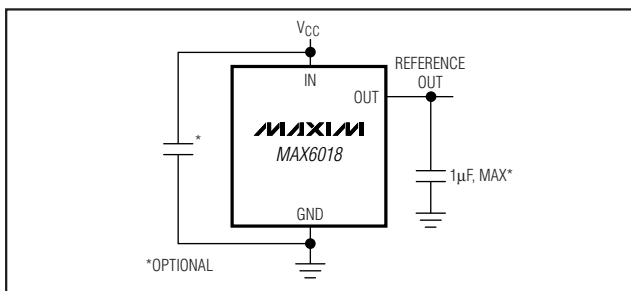 VCC
REFERENCE
OUT
IN
OUT
MAXIM
MAX6018
*
1µF, MAX*
GND
*OPTIONAL